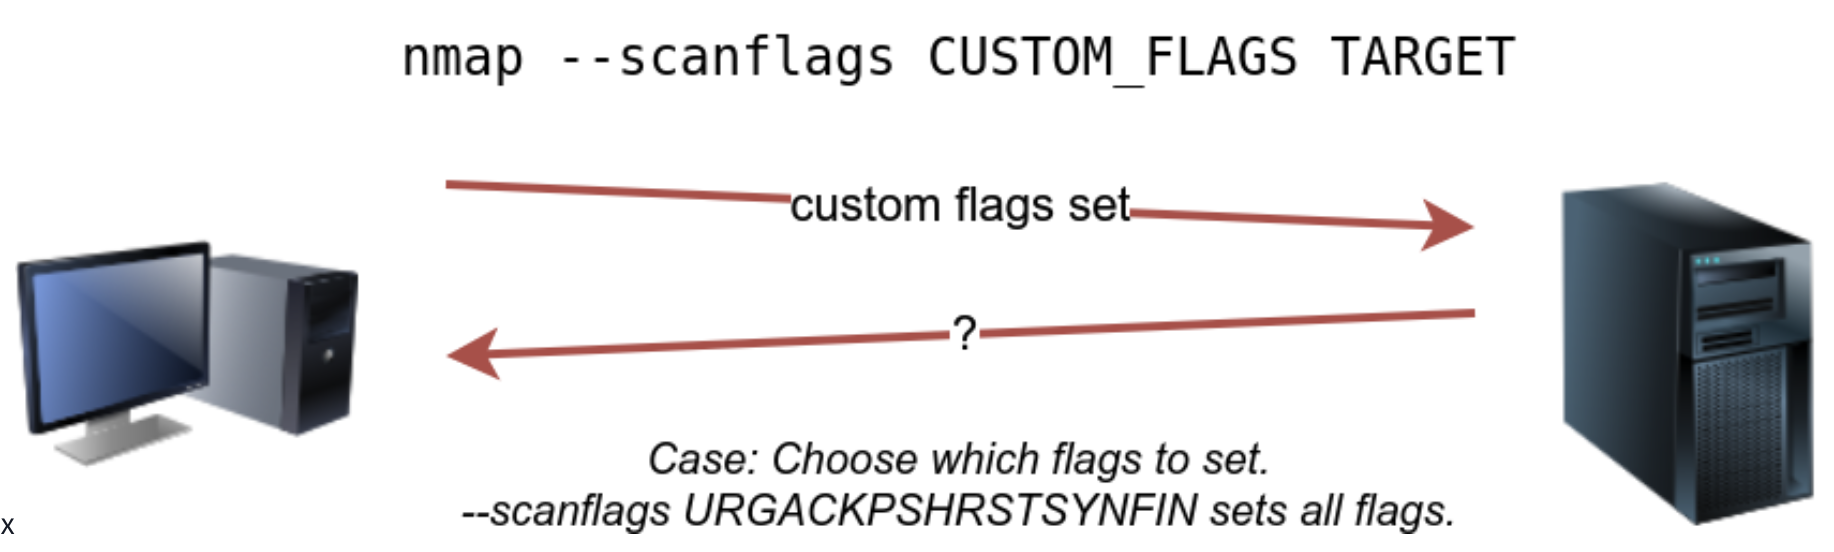 nmap --scanflags CUSTOM_FLAGS TARGET
custom flags set
?
Case: Choose which flags to set.
--scanflags URGACKPSHRSTSYNFIN sets all flags.
x